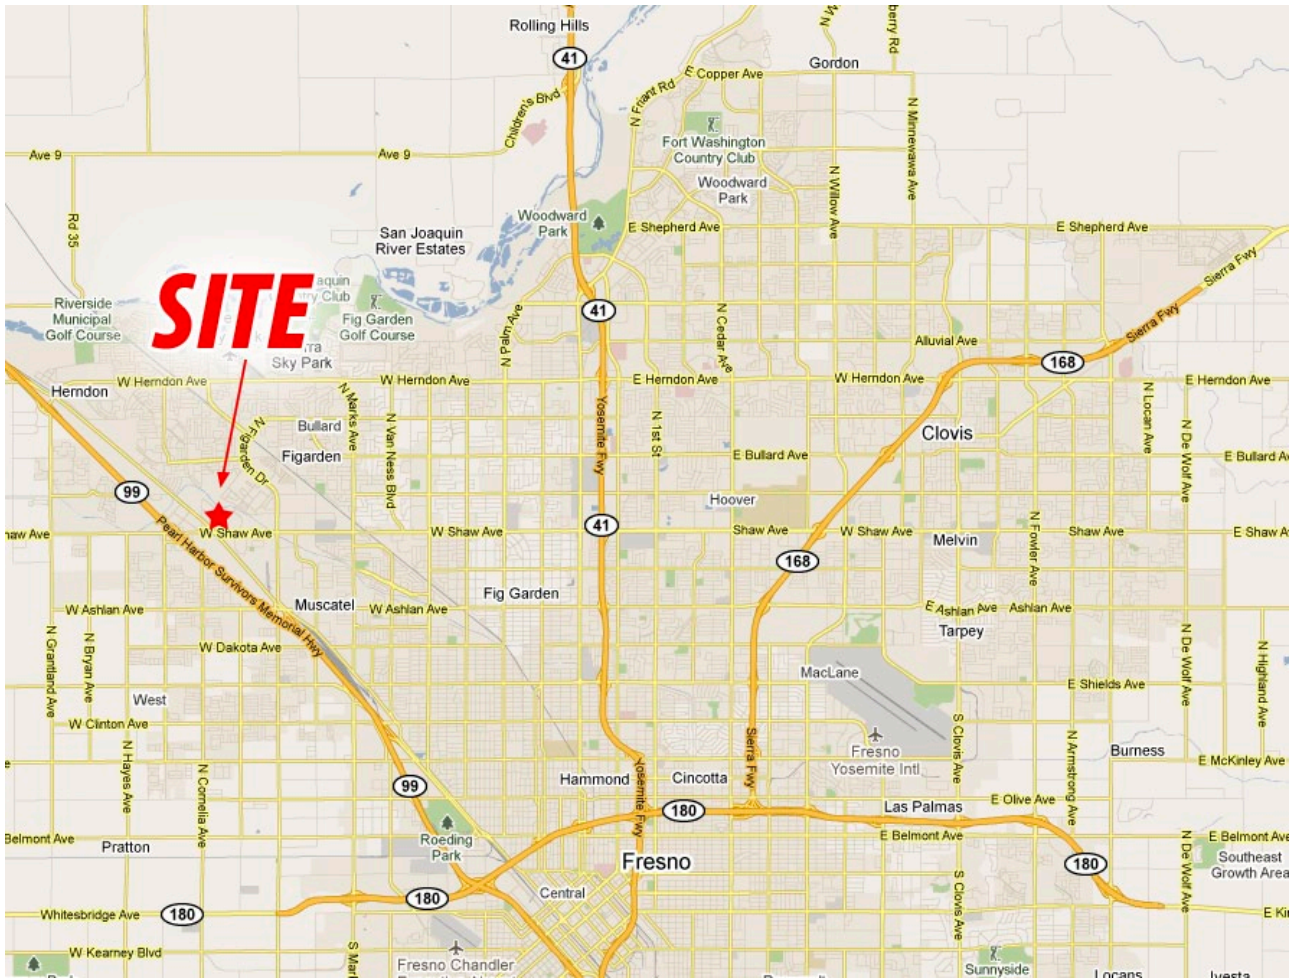 Rolling Hills
41
N Friant Rd
E Copper Ave
Gordon
Children's Blvd
N Minnewawa Ave
Fort Washington
Country Club
Ave 9
Ave 9
Woodward
Park
N Willow Ave
Rd 35
Woodward
Park
San Joaquin
River Estates
E Shepherd Ave
E Shepherd Ave
Sierra Fwy
SITE
Riverside
Municipal
Golf Course
Fig Garden
Golf Course
Sky Park
41
N Palm Ave
N Cedar Ave
Sierra Fwy
Alluvial Ave
168
Herndon
W Herndon Ave
W Herndon Ave
E Herndon Ave
W Herndon Ave
E Herndon Ave
N Figarden Dr
N Marks Ave
N Van Ness Blvd
Yosemite Fwy
N 1st St
N Locan Ave
N De Wolf Ave
Bullard
Figarden
Clovis
E Bullard Ave
E Bullard Av
99
Hoover
41
W Shaw Ave
W Shaw Ave
Shaw Ave
W Shaw Ave
Shaw Ave
E Shaw A
Melvin
N Fowler Ave
Pearl Harbor Survivors Memorial Hwy
168
Fig Garden
Muscatel
W Ashlan Ave
W Ashlan Ave
E Ashlan Ave
Ashlan Ave
Tarpey
N Grantland Ave
N Bryan Ave
W Dakota Ave
N De Wolf Ave
N Highland Ave
MacLane
E Shields Ave
West
W Clinton Ave
S Clovis Ave
N Armstrong Ave
Fresno
Yosemite Intl
Burness
E McKinley Ave
N Hayes Ave
N Cornelia Ave
99
Hammond
Cincotta
Yosemite Fwy
Sierra Fwy
180
Las Palmas
E Olive Ave
Belmont Ave
E Belmont Ave
E Belmont Ave
Pratton
Roeding
Park
Fresno
180
N De Wolf Ave
Southeast
Growth Area
Central
180
S Clovis Ave
Whitesbridge Ave
180
W Kearney Blvd
Fresno Chandler
Sunnyside
Locans